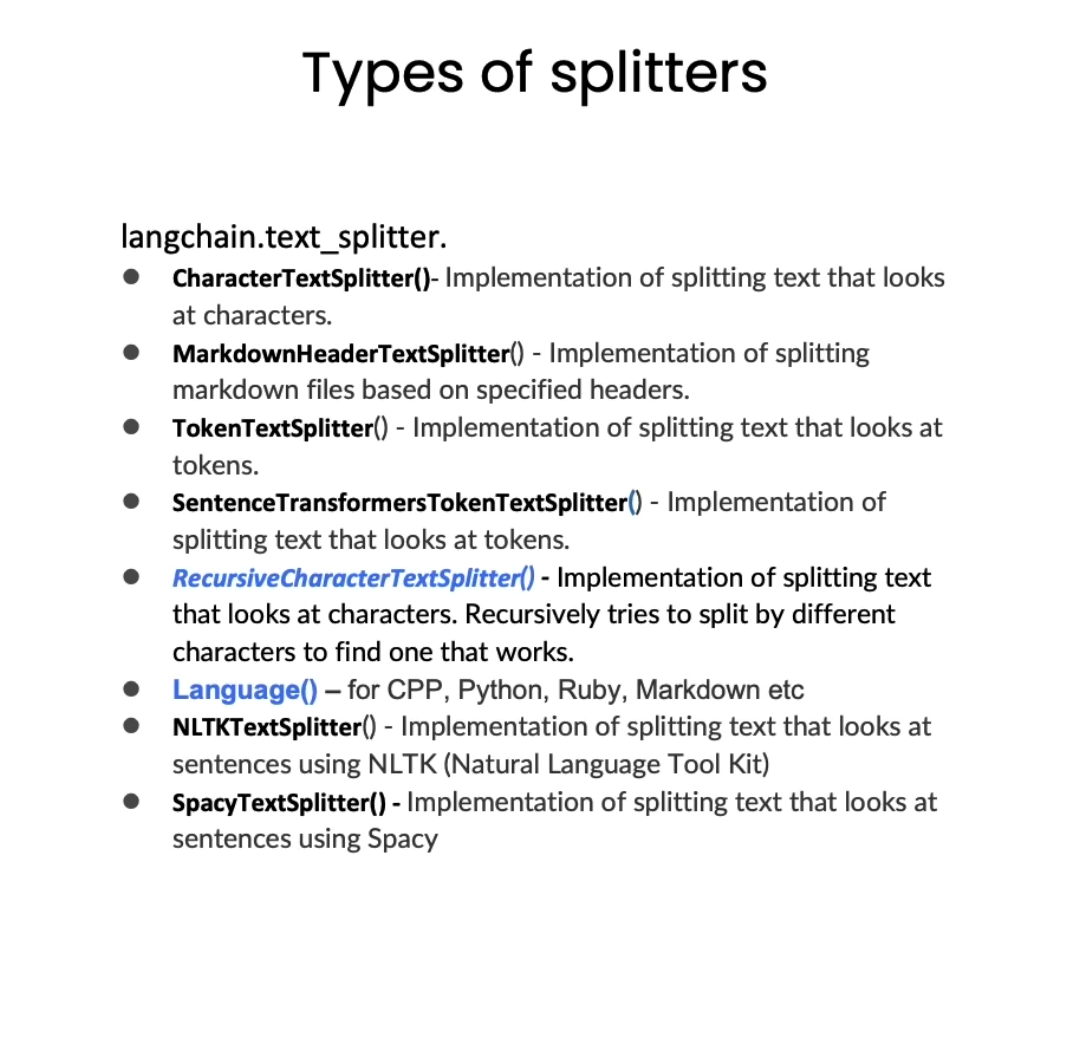 Types of splitters
langchain.text_splitter.
● CharacterTextSplitter()- Implementation of splitting text that looks
at characters.
● MarkdownHeaderTextSplitter() - Implementation of splitting
markdown files based on specified headers.
● TokenTextSplitter() - Implementation of splitting text that looks at
tokens.
● SentenceTransformersTokenTextSplitter() - Implementation of
splitting text that looks at tokens.
● RecursiveCharacterTextSplitter() - Implementation of splitting text
that looks at characters. Recursively tries to split by different
characters to find one that works.
● Language() – for CPP, Python, Ruby, Markdown etc
● NLTKTextSplitter() - Implementation of splitting text that looks at
sentences using NLTK (Natural Language Tool Kit)
● SpacyTextSplitter() - Implementation of splitting text that looks at
sentences using Spacy